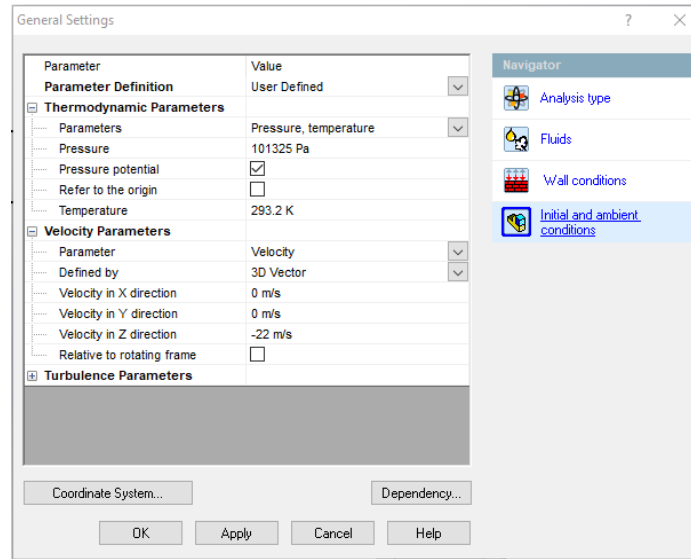 General Settings
Parameter Value
Parameter Definition User Defined
Thermodynamic Parameters
Parameters Pressure, temperature
Pressure 101325 Pa
Pressure potential
Refer to the origin
Temperature 293.2 K
Velocity Parameters
Parameter Velocity
Defined by 3D Vector
Velocity in X direction 0 m/s
Velocity in Y direction 0 m/s
Velocity in Z direction -22 m/s
Relative to rotating frame
Turbulence Parameters
Coordinate System... Dependency...
OK Apply Cancel Help
Navigator
Analysis type
Fluids
Wall conditions
Initial and ambient
conditions